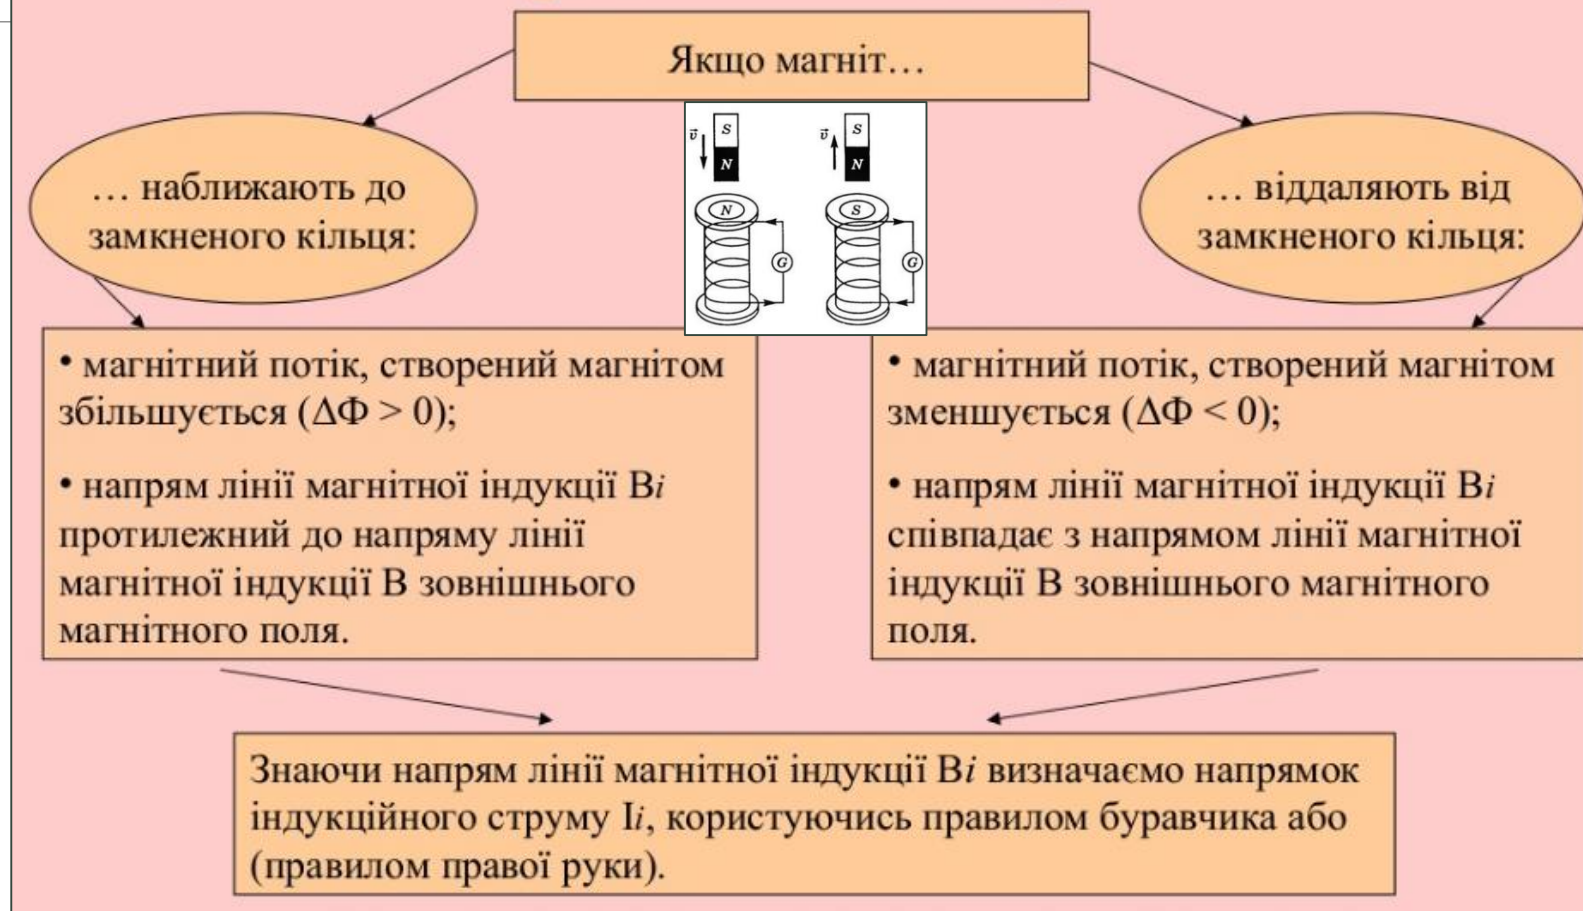 Якщо магніт…
… наближають до
замкненого кільця:
… віддаляють від
замкненого кільця:
v⃗
S
N
N
G
v⃗
S
N
S
G
• магнітний потік, створений магнітом
збільшується (ΔΦ > 0);
• напрям лінії магнітної індукції Bi
протилежний до напряму лінії
магнітної індукції В зовнішнього
магнітного поля.
• магнітний потік, створений магнітом
зменшується (ΔΦ < 0);
• напрям лінії магнітної індукції Bi
співпадає з напрямом лінії магнітної
індукції В зовнішнього магнітного
поля.
Знаючи напрям лінії магнітної індукції Bi визначаємо напрямок
індукційного струму Ii, користуючись правилом буравчика або
(правилом правої руки).